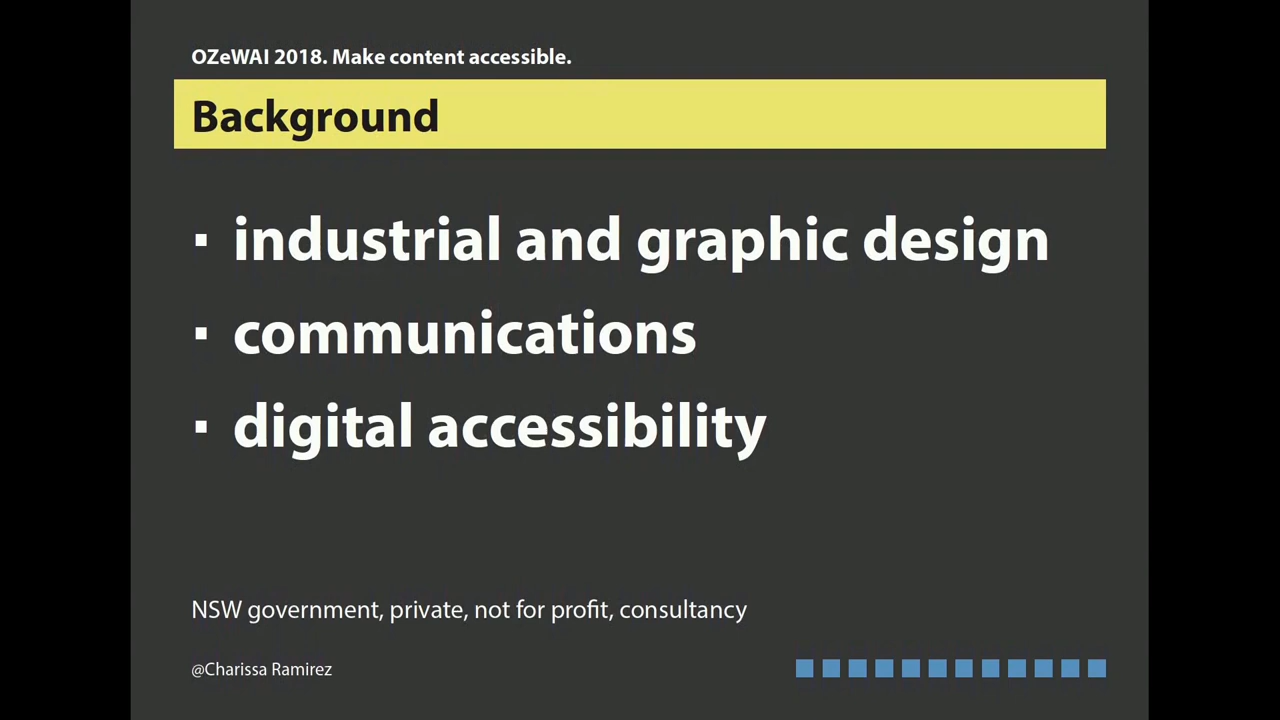 OZeWAI 2018. Make content accessible.
Background
▪ industrial and graphic design
▪ communications
▪ digital accessibility
NSW government, private, not for profit, consultancy
@Charissa Ramirez